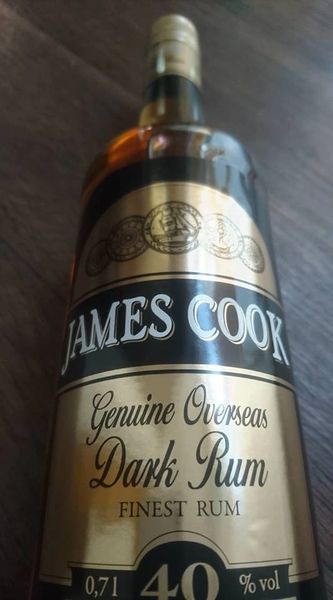 JAMES COOK
Genuine Overseas
Dark Rum
FINEST RUM
0,7l 40 % vol